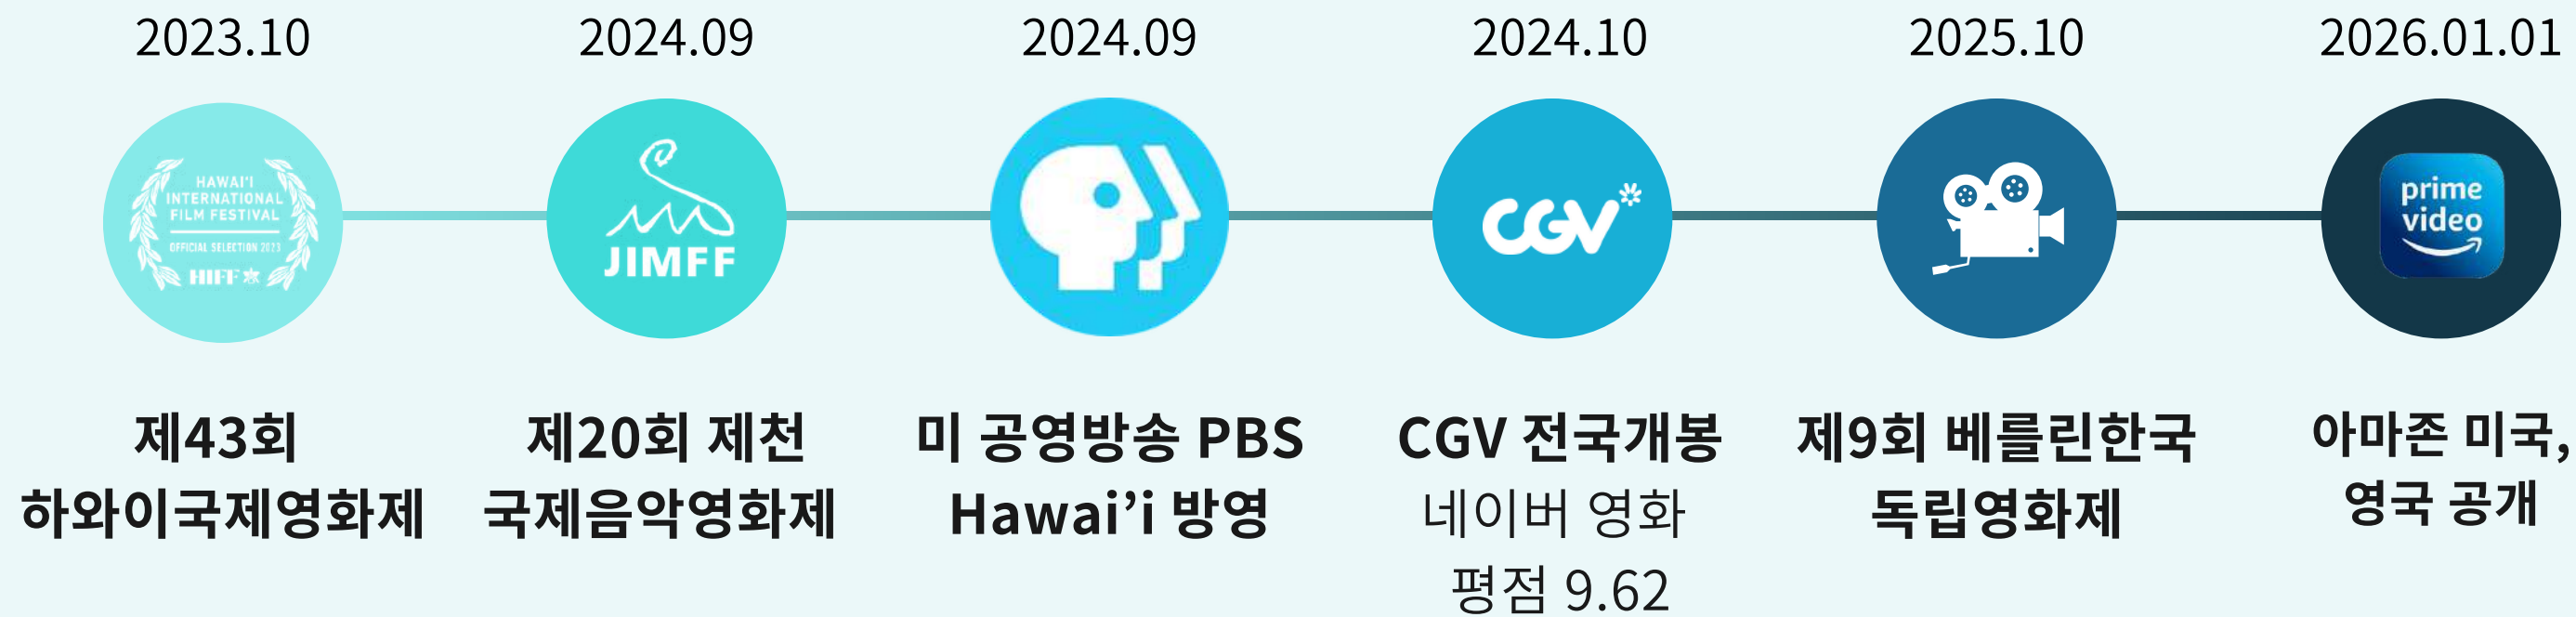 2023.10
2024.09
2024.09
2024.10
2025.10
2026.01.01
HAWAI'I
INTERNATIONAL
FILM FESTIVAL
OFFICIAL SELECTION 2023
HIFF
JIMFF
CGV
prime
video
제43회
하와이국제영화제
제20회 제천
국제음악영화제
미 공영방송 PBS
Hawai’i 방영
CGV 전국개봉
네이버 영화
평점 9.62
제9회 베를린한국
독립영화제
아마존 미국,
영국 공개